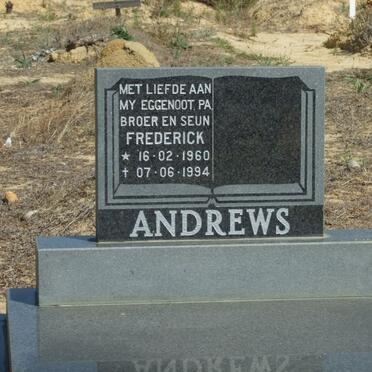 MET LIEFDE AAN
MY EGGENOOT, PA,
BROER EN SEUN
FREDERICK
★ 16·02·1960
✝ 07·06·1994
ANDREWS